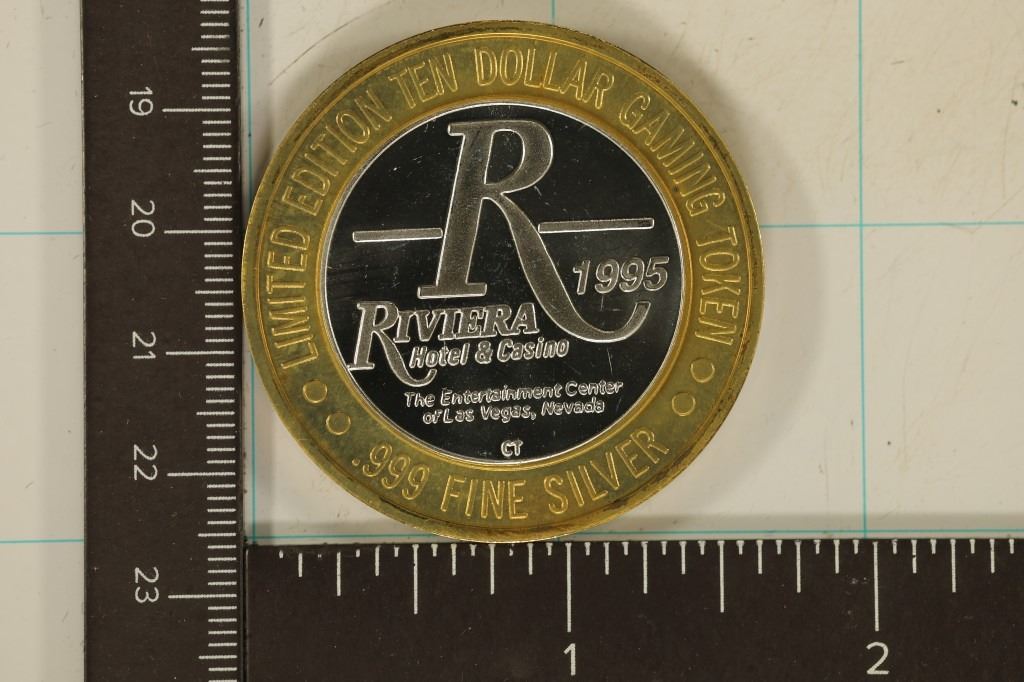 LIMITED EDITION TEN DOLLAR GAMING TOKEN
R
1995
RIVIERA
Hotel & Casino
The Entertainment Center
of Las Vegas, Nevada
CT
.999 FINE SILVER
19
20
21
22
23
1
2